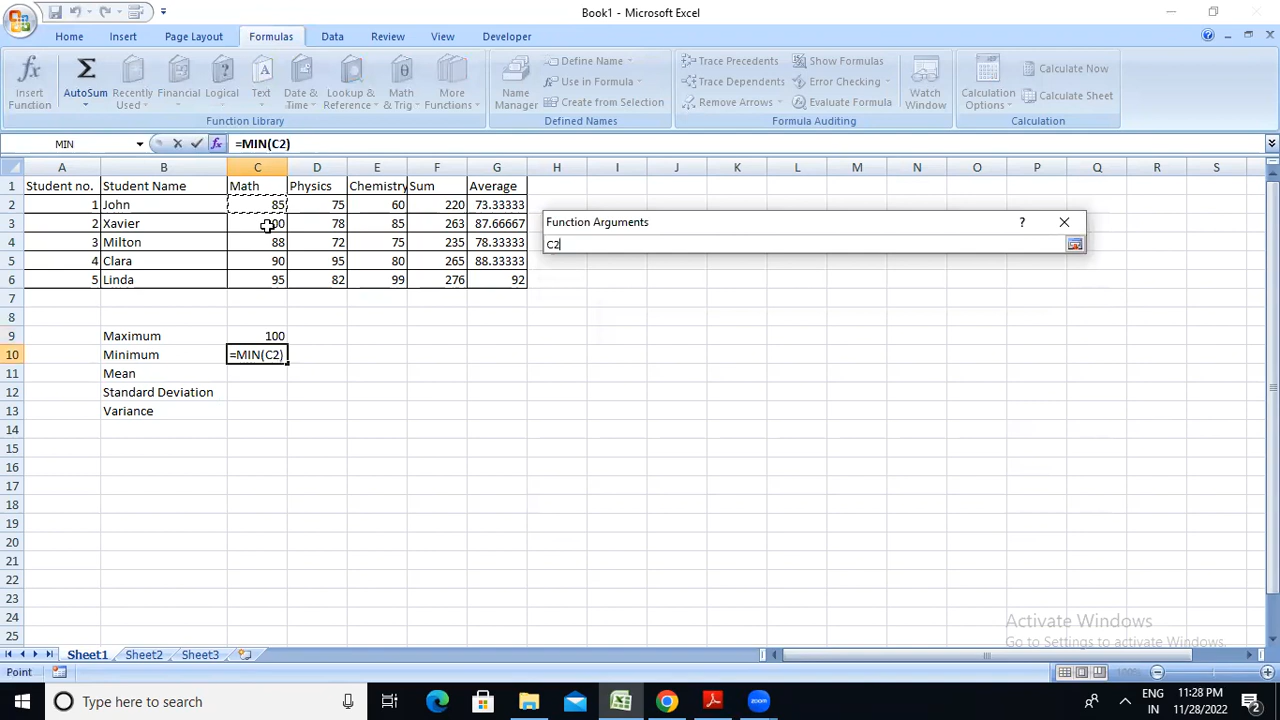 Book1 - Microsoft Excel
Home Insert Page Layout Formulas Data Review View Developer
Insert Function
AutoSum
Recently Used
Financial
Logical
Text
Date & Time
Lookup & Reference
Math & Trig
More Functions
Function Library
Name Manager
Define Name
Use in Formula
Create from Selection
Defined Names
Trace Precedents
Trace Dependents
Remove Arrows
Show Formulas
Error Checking
Evaluate Formula
Formula Auditing
Watch Window
Calculation Options
Calculate Now
Calculate Sheet
Calculation
MIN fx =MIN(C2)
A B C D E F G H I J K L M N O P Q R S
1 Student no. Student Name Math Physics Chemistry Sum Average
2 1 John 85 75 60 220 73.33333
3 2 Xavier 00 78 85 263 87.66667
4 3 Milton 88 72 75 235 78.33333
5 4 Clara 90 95 80 265 88.33333
6 5 Linda 95 82 99 276 92
7
8
9 Maximum 100
10 Minimum =MIN(C2)
11 Mean
12 Standard Deviation
13 Variance
14
15
16
17
18
19
20
21
22
23
24
25
Function Arguments ?
C2
Activate Windows
Go to Settings to activate Windows.
Sheet1 Sheet2 Sheet3
Point 100%
Type here to search
zoom
ENG
IN
11:28 PM
11/28/2022
2